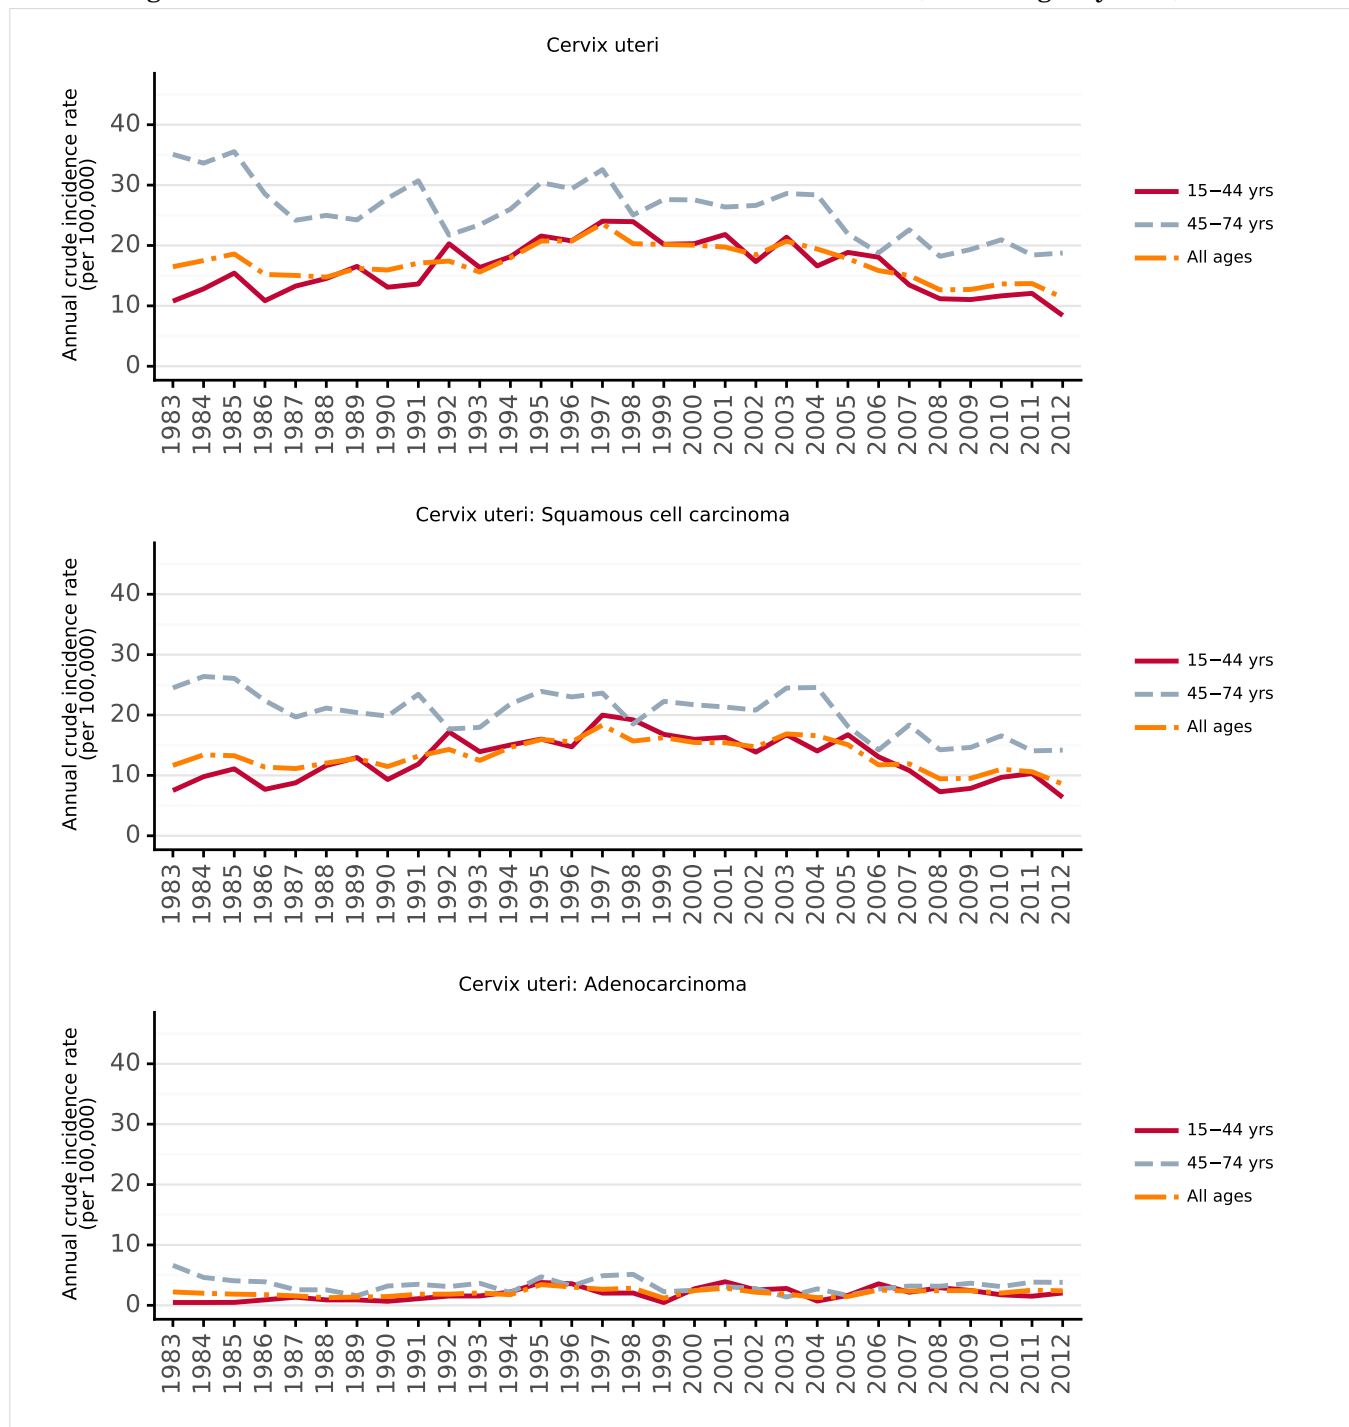 Cervix uteri
Annual crude incidence rate
(per 100,000)
40
30
20
10
0
1983 1984 1985 1986 1987 1988 1989 1990 1991 1992 1993 1994 1995 1996 1997 1998 1999 2000 2001 2002 2003 2004 2005 2006 2007 2008 2009 2010 2011 2012
15−44 yrs
45−74 yrs
All ages
Cervix uteri: Squamous cell carcinoma
Annual crude incidence rate
(per 100,000)
40
30
20
10
0
1983 1984 1985 1986 1987 1988 1989 1990 1991 1992 1993 1994 1995 1996 1997 1998 1999 2000 2001 2002 2003 2004 2005 2006 2007 2008 2009 2010 2011 2012
15−44 yrs
45−74 yrs
All ages
Cervix uteri: Adenocarcinoma
Annual crude incidence rate
(per 100,000)
40
30
20
10
0
1983 1984 1985 1986 1987 1988 1989 1990 1991 1992 1993 1994 1995 1996 1997 1998 1999 2000 2001 2002 2003 2004 2005 2006 2007 2008 2009 2010 2011 2012
15−44 yrs
45−74 yrs
All ages